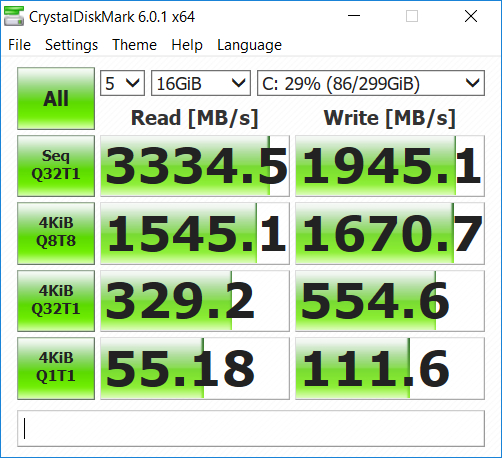 CrystalDiskMark 6.0.1 x64
File Settings Theme Help Language
All 5 16GiB C: 29% (86/299GiB)
Read [MB/s] Write [MB/s]
Seq
Q32T1 3334.5 1945.1
4KiB
Q8T8 1545.1 1670.7
4KiB
Q32T1 329.2 554.6
4KiB
Q1T1 55.18 111.6